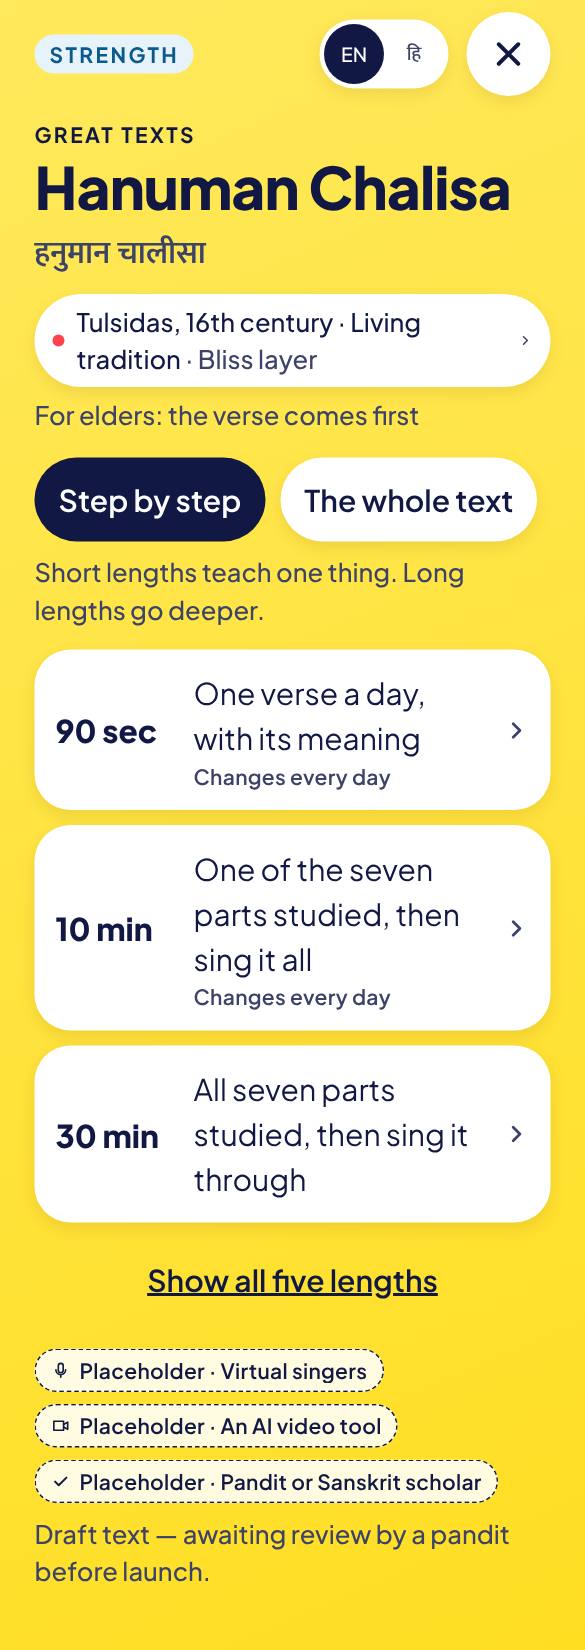 STRENGTH
EN हि
GREAT TEXTS
Hanuman Chalisa
हनुमान चालीसा
Tulsidas, 16th century · Living
tradition · Bliss layer
For elders: the verse comes first
Step by step
The whole text
Short lengths teach one thing. Long
lengths go deeper.
90 sec
One verse a day,
with its meaning
Changes every day
10 min
One of the seven
parts studied, then
sing it all
Changes every day
30 min
All seven parts
studied, then sing it
through
Show all five lengths
Placeholder · Virtual singers
Placeholder · An AI video tool
Placeholder · Pandit or Sanskrit scholar
Draft text — awaiting review by a pandit
before launch.